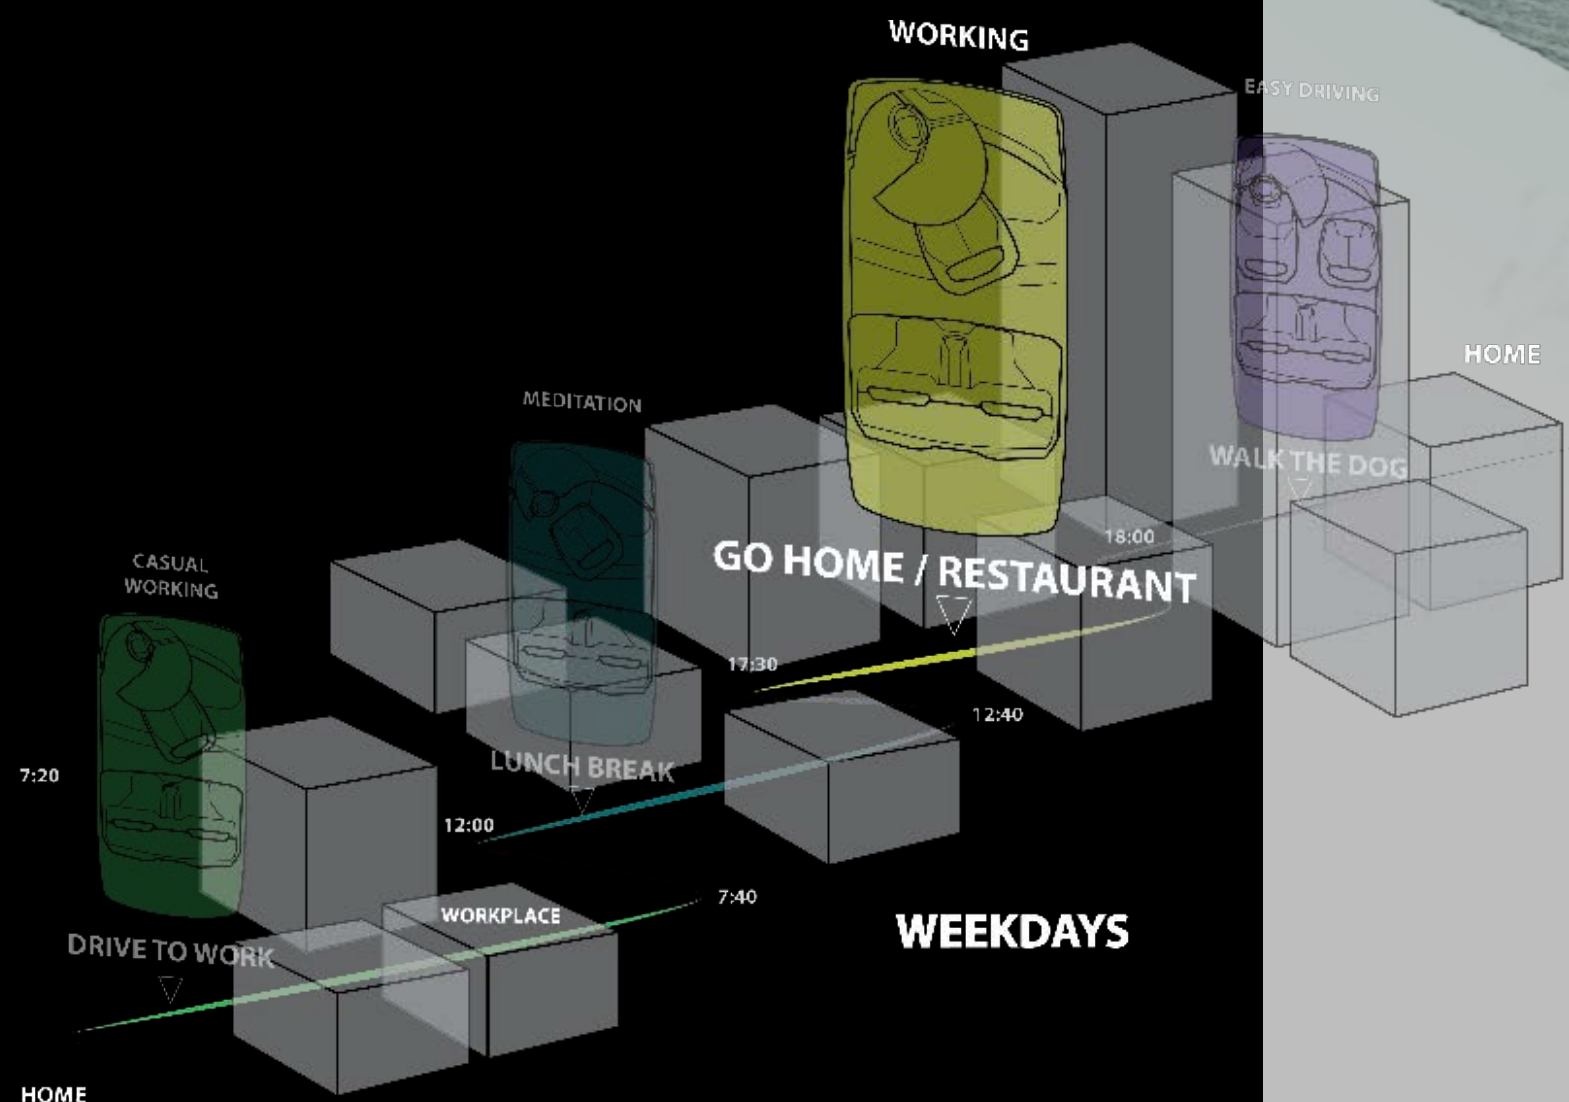 WORKING
EASY DRIVING
HOME
MEDITATION
WALK THE DOG
18:00
GO HOME / RESTAURANT
CASUAL
WORKING
17:30
12:40
LUNCH BREAK
7:20
12:00
7:40
WORKPLACE
WEEKDAYS
DRIVE TO WORK
HOME